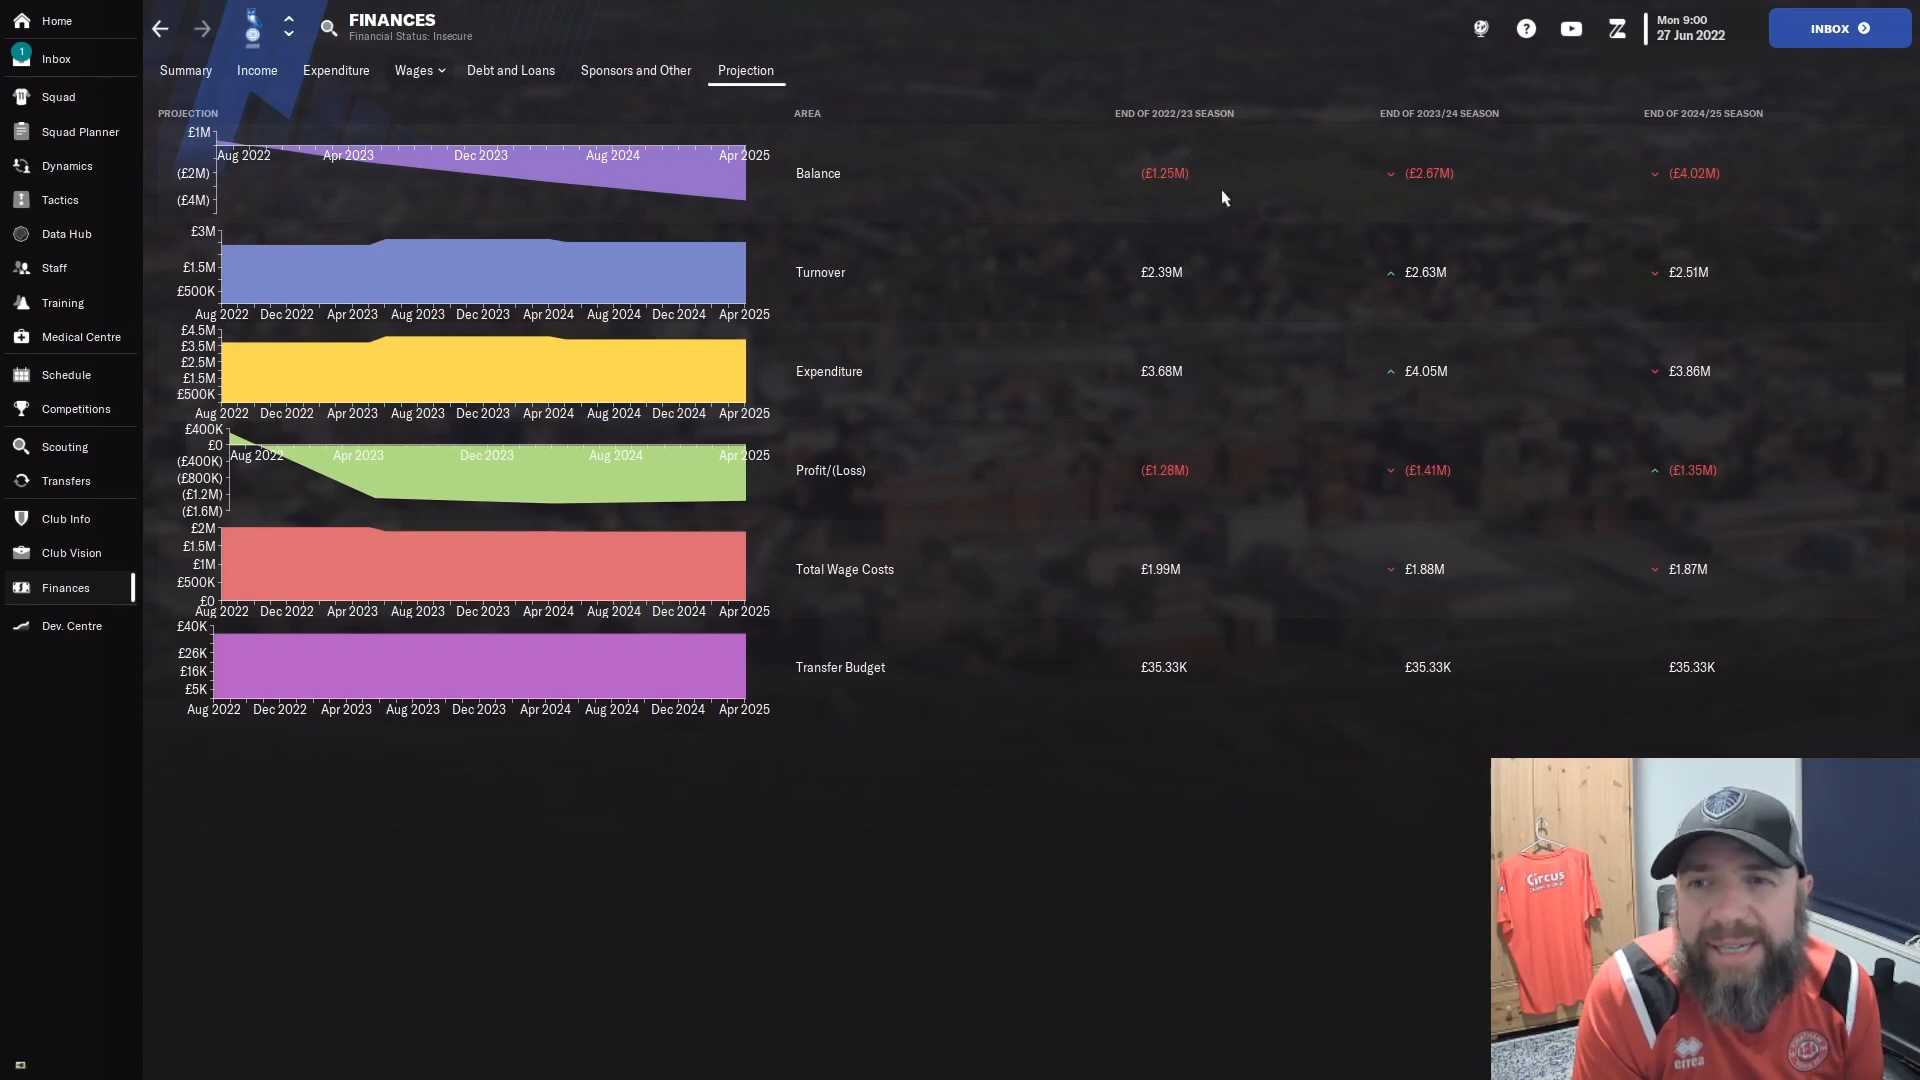 Home
1
Inbox
Squad
Squad Planner
Dynamics
Tactics
Data Hub
Staff
Training
Medical Centre
Schedule
Competitions
Scouting
Transfers
Club Info
Club Vision
Finances
Dev. Centre
FINANCES
Financial Status: Insecure
Mon 9:00
27 Jun 2022
INBOX
Summary Income Expenditure Wages Debt and Loans Sponsors and Other Projection
PROJECTION AREA END OF 2022/23 SEASON END OF 2023/24 SEASON END OF 2024/25 SEASON
£1M
(£2M)
(£4M)
Aug 2022 Apr 2023 Dec 2023 Aug 2024 Apr 2025
Balance (£1.25M) (£2.67M) (£4.02M)
£3M
£1.5M
£500K
Aug 2022 Dec 2022 Apr 2023 Aug 2023 Dec 2023 Apr 2024 Aug 2024 Dec 2024 Apr 2025
Turnover £2.39M £2.63M £2.51M
£4.5M
£3.5M
£2.5M
£1.5M
£500K
Aug 2022 Dec 2022 Apr 2023 Aug 2023 Dec 2023 Apr 2024 Aug 2024 Dec 2024 Apr 2025
Expenditure £3.68M £4.05M £3.86M
£400K
£0
(£400K)
(£800K)
(£1.2M)
(£1.6M)
Aug 2022 Apr 2023 Dec 2023 Aug 2024 Apr 2025
Profit/(Loss) (£1.28M) (£1.41M) (£1.35M)
£2M
£1.5M
£1M
£500K
£0
Aug 2022 Dec 2022 Apr 2023 Aug 2023 Dec 2023 Apr 2024 Aug 2024 Dec 2024 Apr 2025
Total Wage Costs £1.99M £1.88M £1.87M
£40K
£26K
£16K
£5K
Aug 2022 Dec 2022 Apr 2023 Aug 2023 Dec 2023 Apr 2024 Aug 2024 Dec 2024 Apr 2025
Transfer Budget £35.33K £35.33K £35.33K
Circus
errea